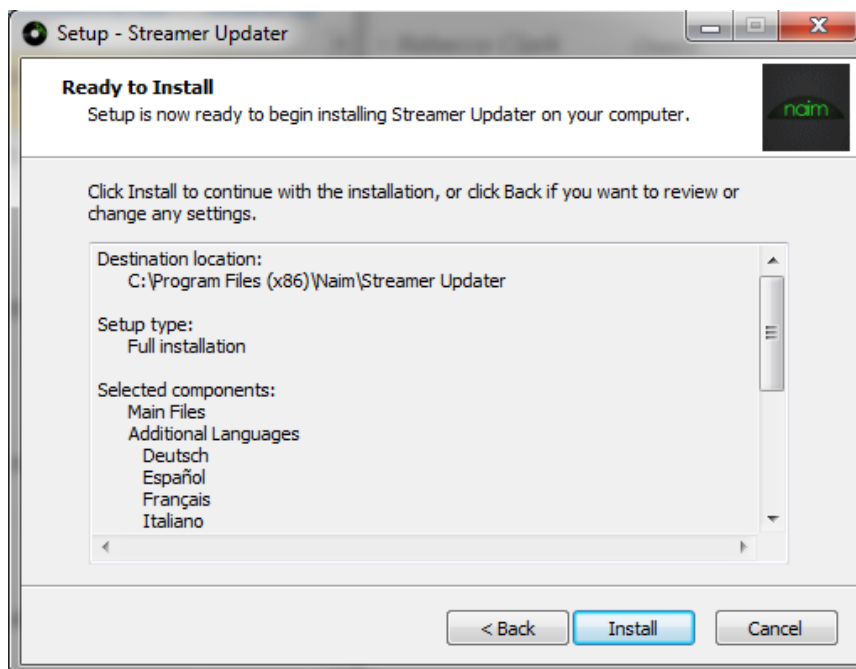 Setup - Streamer Updater
Ready to Install
Setup is now ready to begin installing Streamer Updater on your computer.
naim
Click Install to continue with the installation, or click Back if you want to review or
change any settings.
Destination location:
C:\Program Files (x86)\Naim\Streamer Updater
Setup type:
Full installation
Selected components:
Main Files
Additional Languages
Deutsch
Español
Français
Italiano
< Back
Install
Cancel